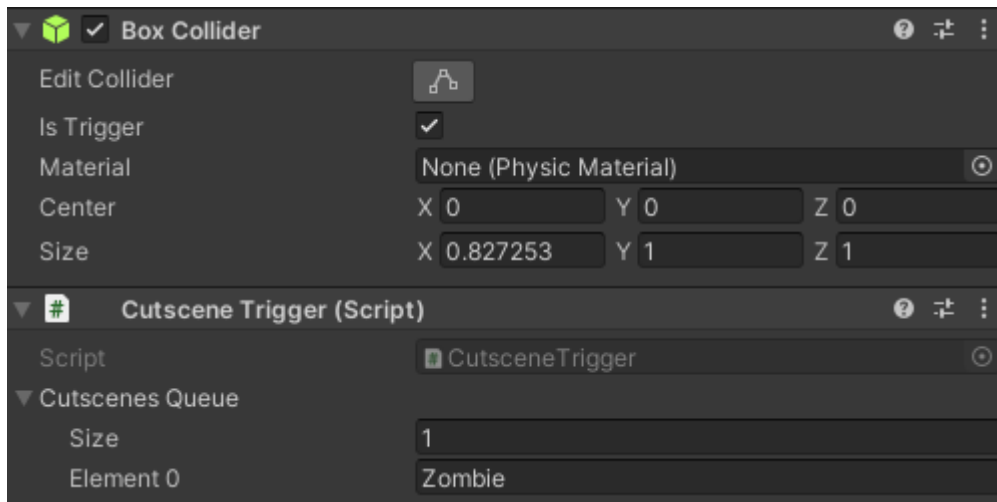 Box Collider
Edit Collider
Is Trigger
Material None (Physic Material)
Center X 0 Y 0 Z 0
Size X 0.827253 Y 1 Z 1
# Cutscene Trigger (Script)
Script # CutsceneTrigger
Cutscenes Queue
Size 1
Element 0 Zombie